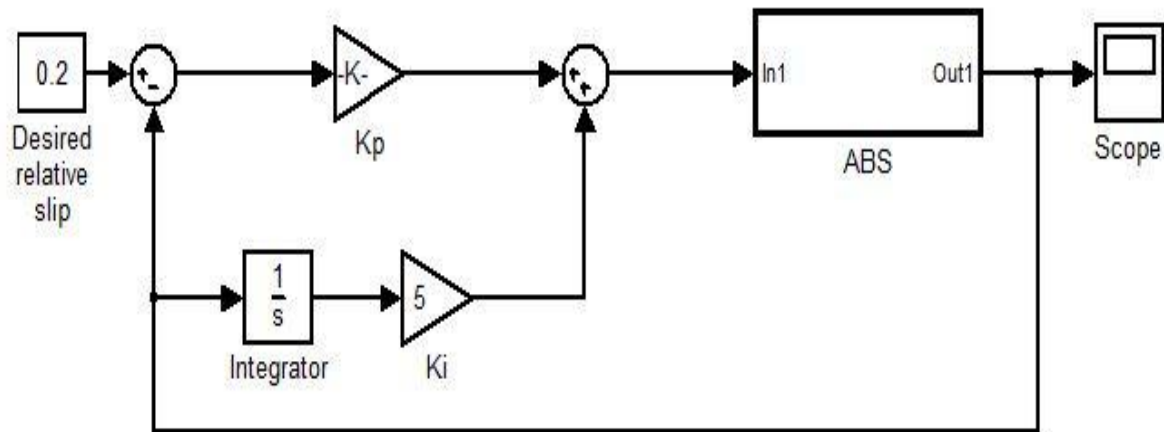 0.2
Desired
relative
slip
+
-
-K-
Kp
+
+
In1
Out1
ABS
Scope
1
s
Integrator
5
Ki